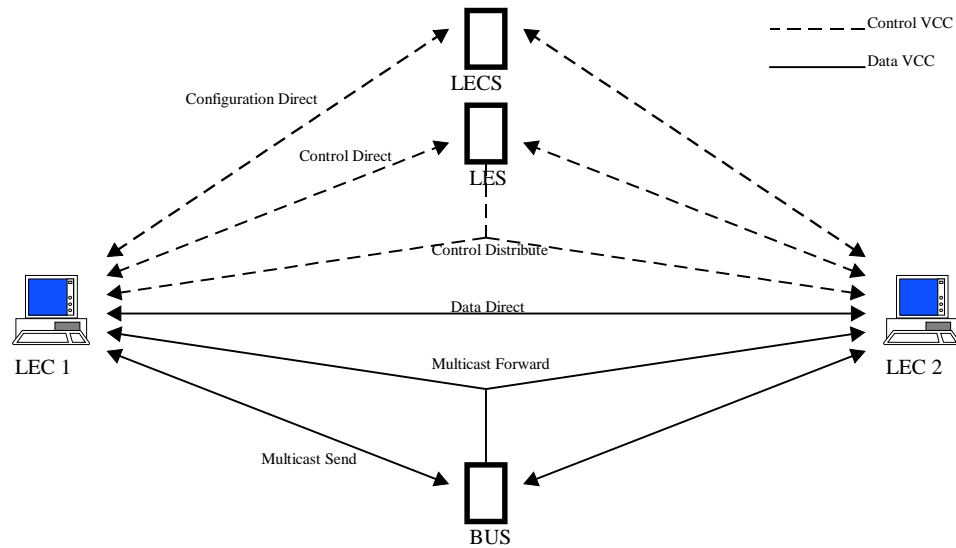 Control VCC
LECS
Data VCC
Configuration Direct
Control Direct
LES
Control Distribute
Data Direct
LEC 1
Multicast Forward
LEC 2
Multicast Send
BUS